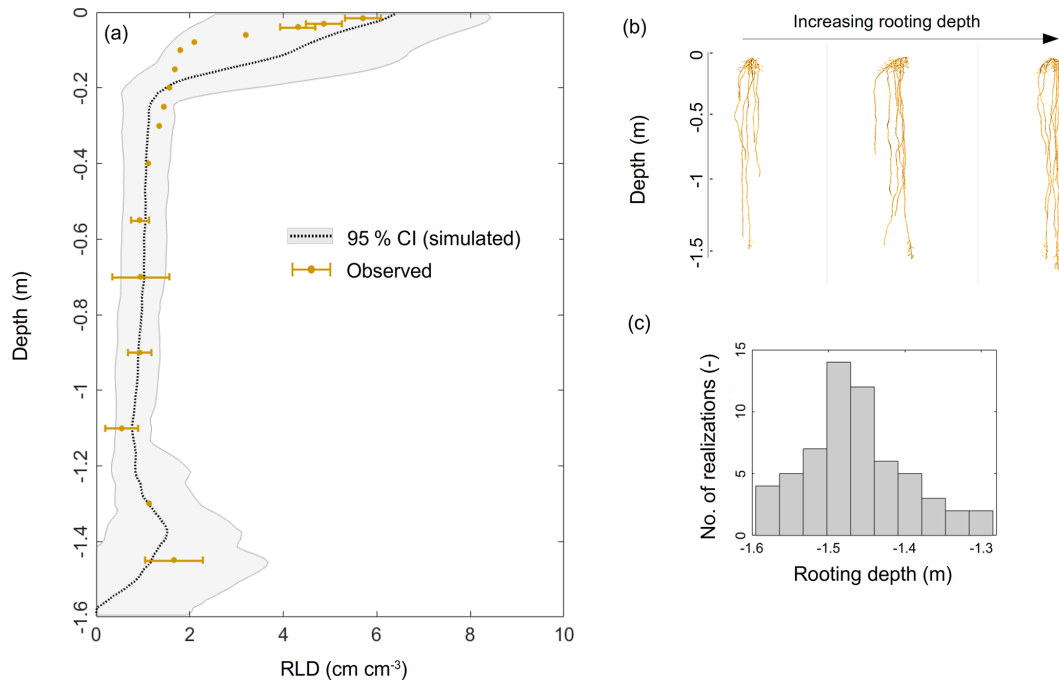 (a)
0
-0.2
-0.4
-0.6
-0.8
-1
-1.2
-1.4
-1.6
Depth (m)
0 2 4 6 8 10
RLD (cm cm⁻³)
95 % CI (simulated)
Observed
(b)
Increasing rooting depth
0
-0.5
-1
-1.5
Depth (m)
(c)
15
10
5
0
No. of realizations (-)
-1.6 -1.5 -1.4 -1.3
Rooting depth (m)